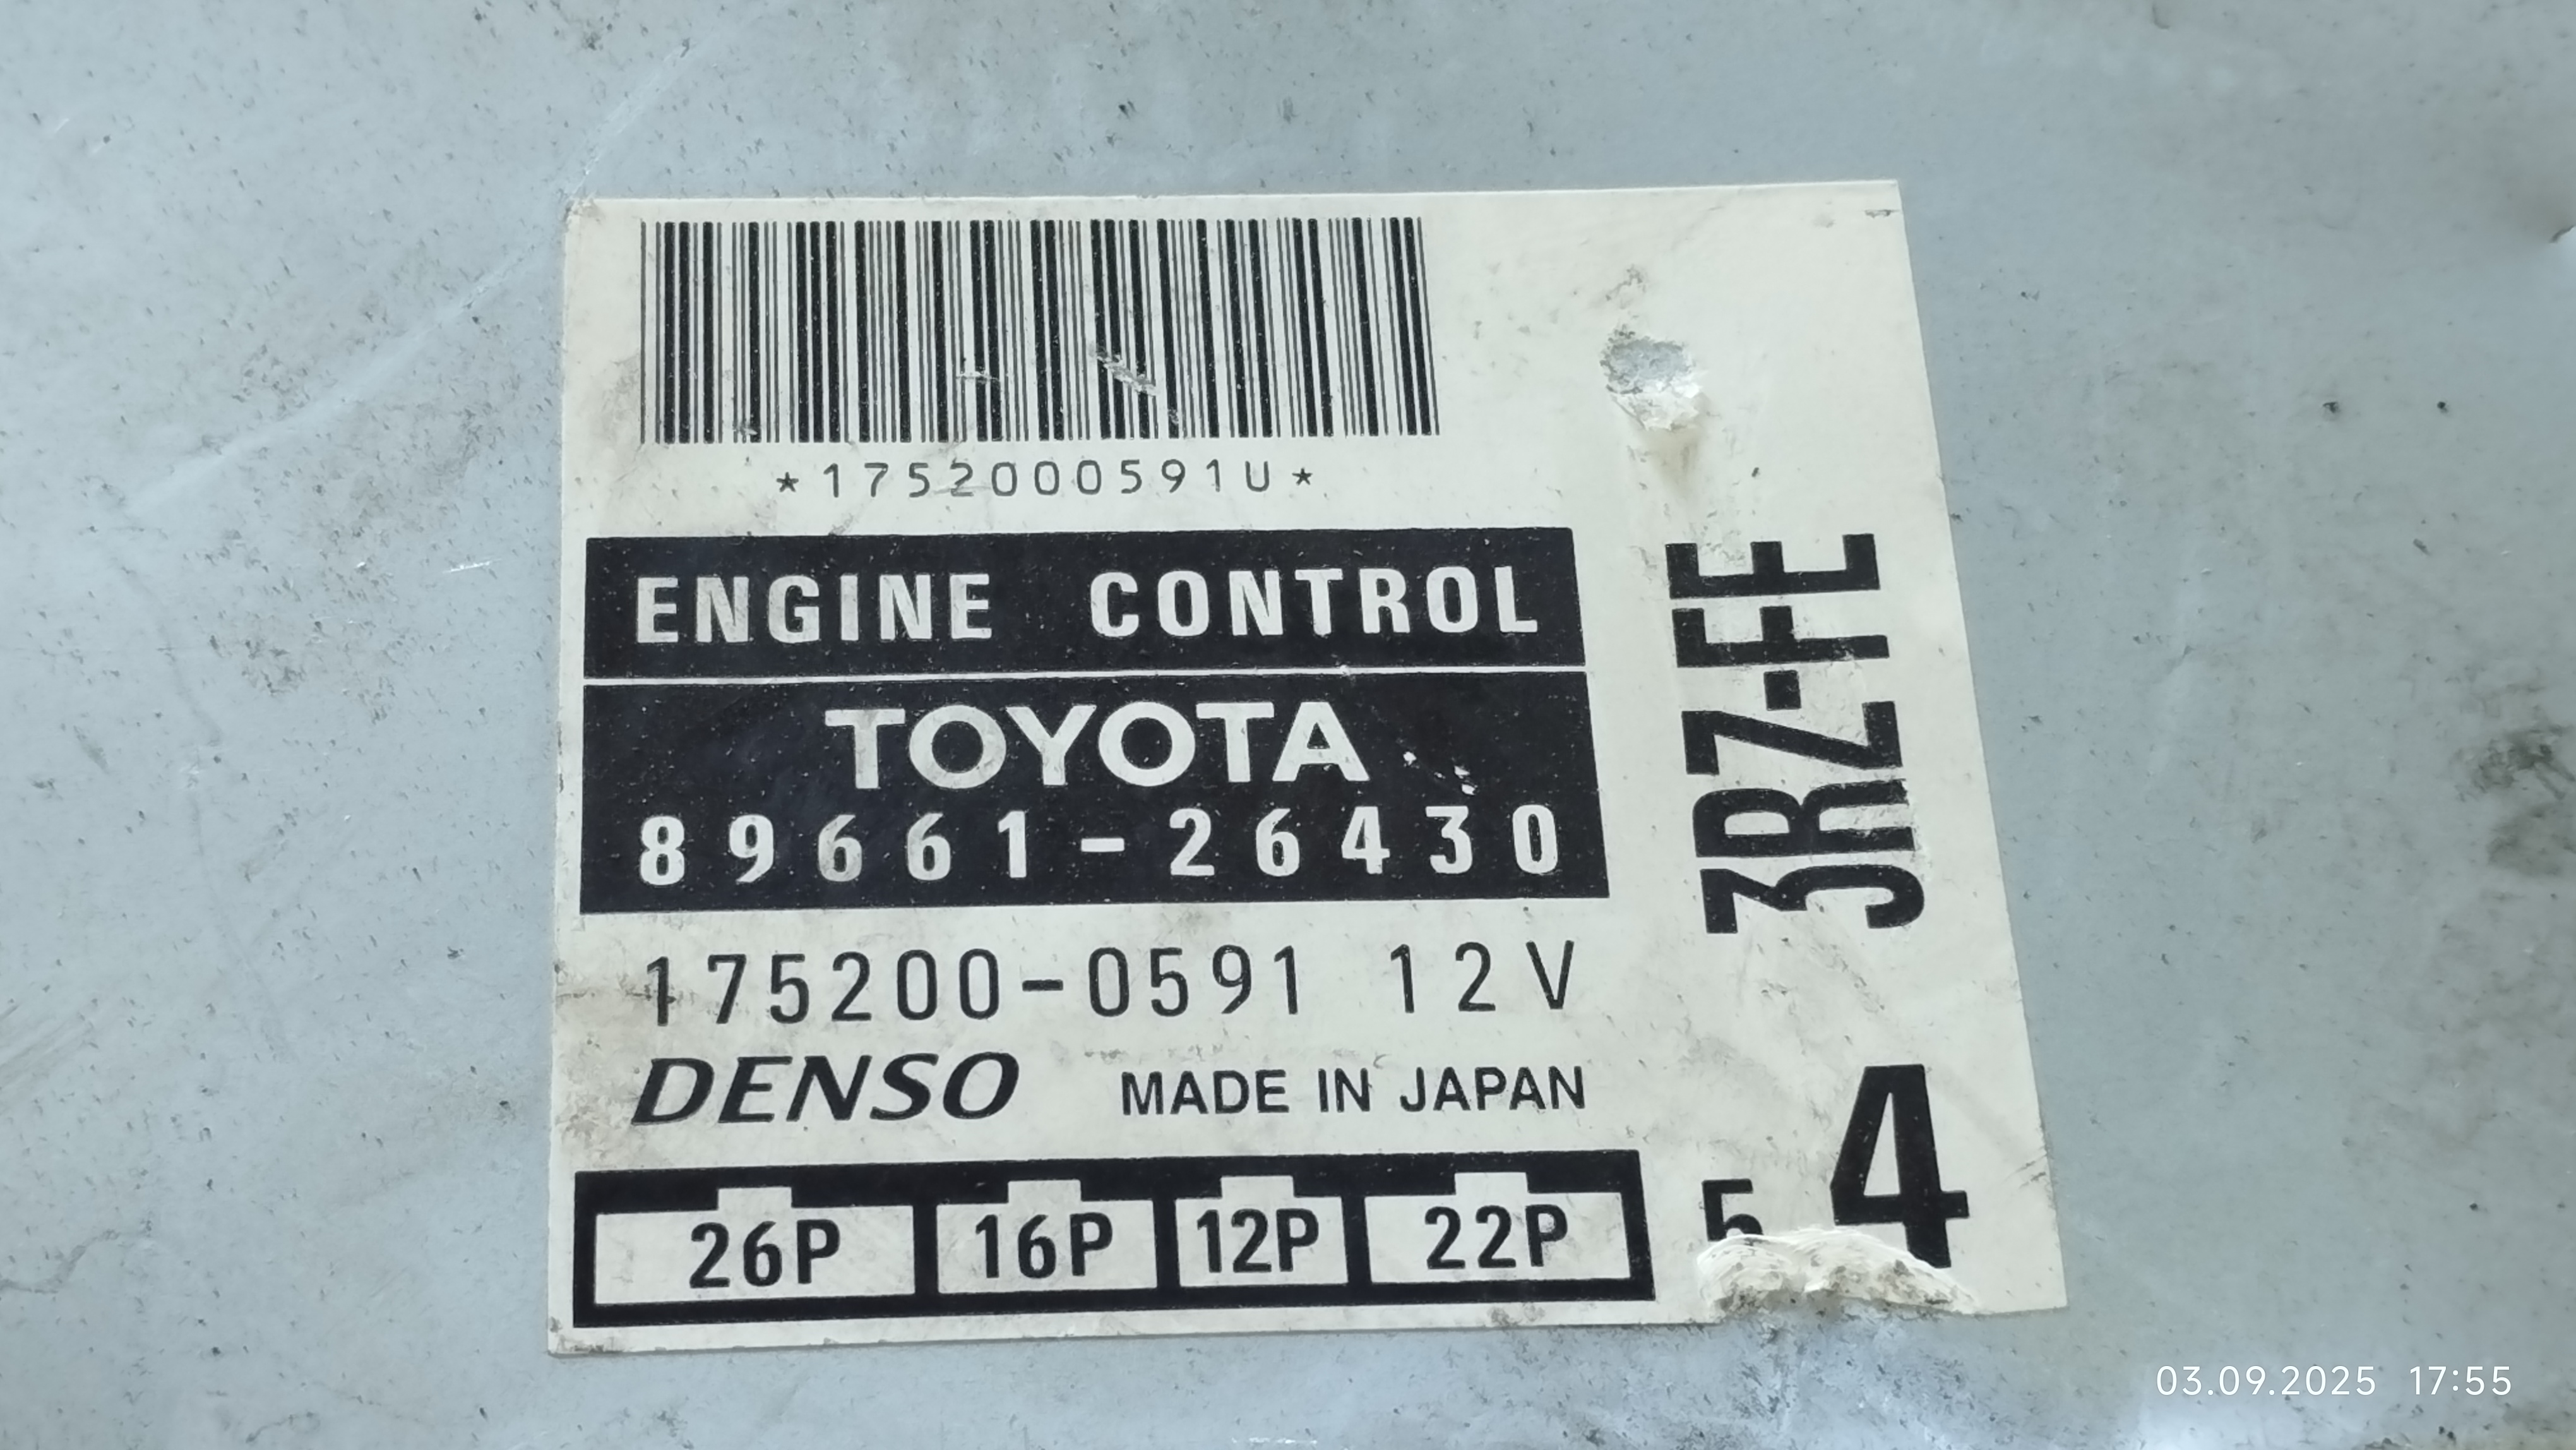 *1752000591U*
ENGINE CONTROL
TOYOTA
89661-26430
175200-0591 12V
DENSO MADE IN JAPAN
26P 16P 12P 22P
3RZ-FE
5 4
03.09.2025 17:55